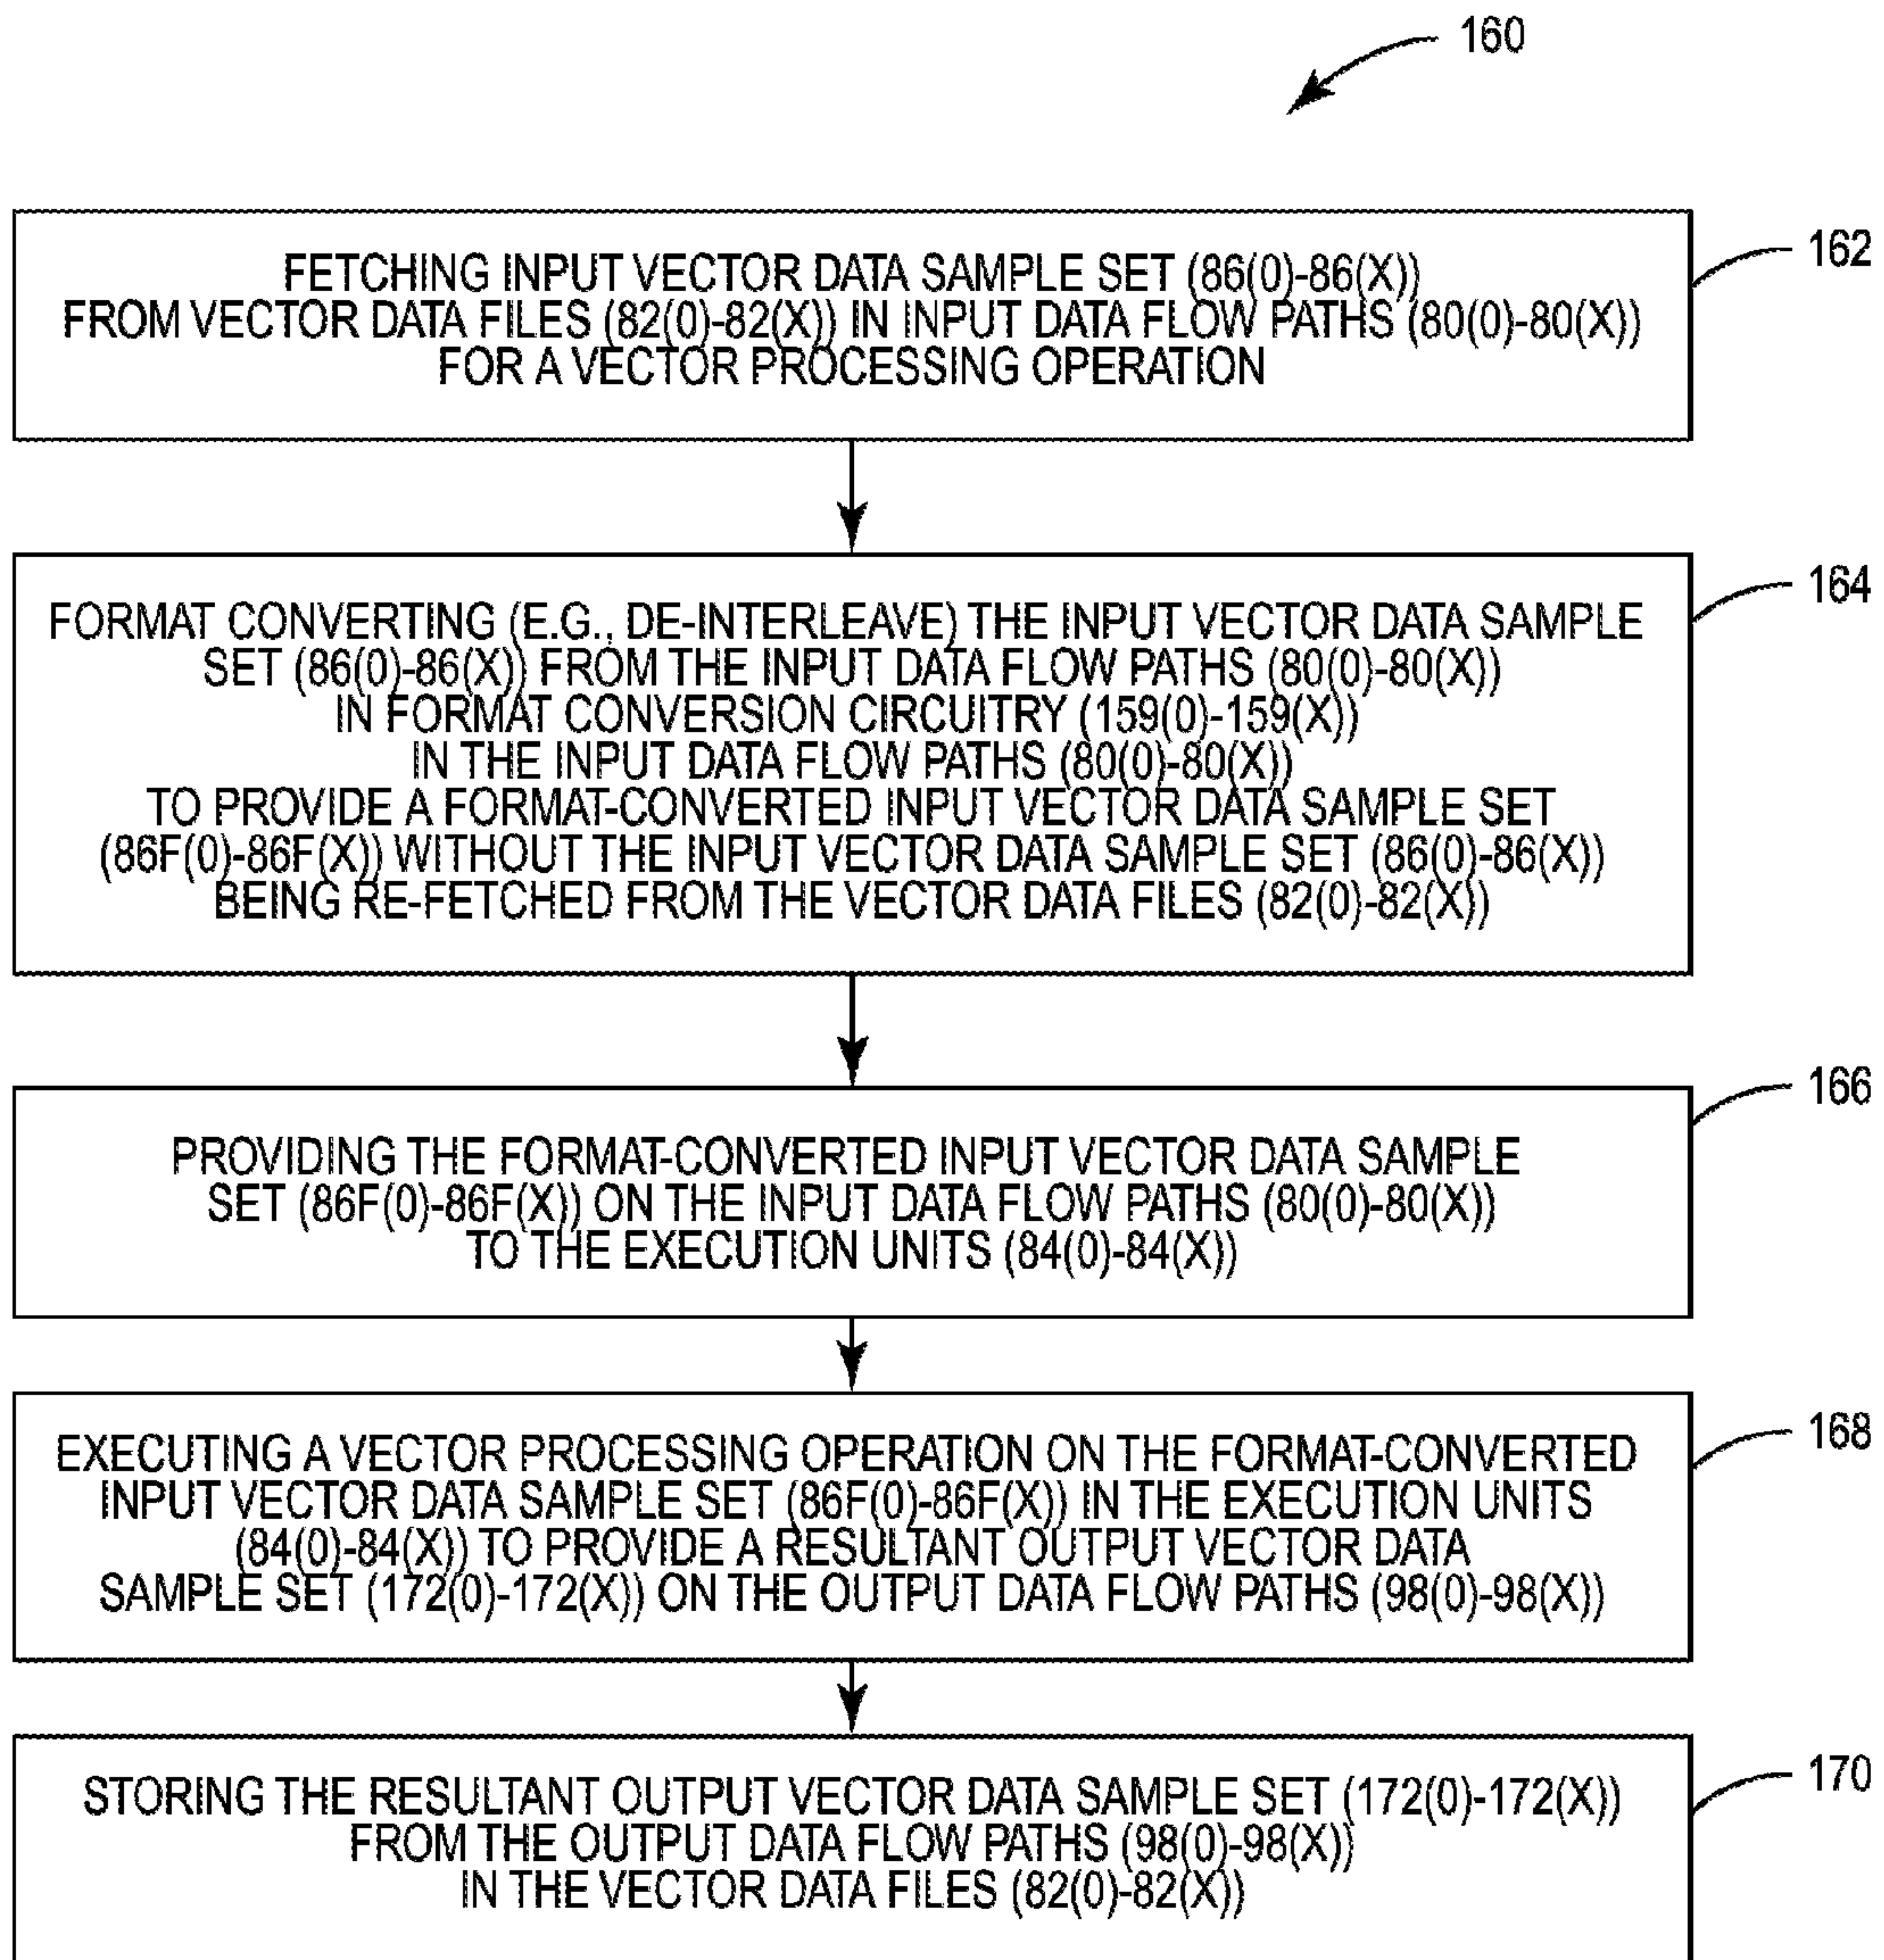 160
162
FETCHING INPUT VECTOR DATA SAMPLE SET (86(0)-86(X))
FROM VECTOR DATA FILES (82(0)-82(X)) IN INPUT DATA FLOW PATHS (80(0)-80(X))
FOR A VECTOR PROCESSING OPERATION
164
FORMAT CONVERTING (E.G., DE-INTERLEAVE) THE INPUT VECTOR DATA SAMPLE
SET (86(0)-86(X)) FROM THE INPUT DATA FLOW PATHS (80(0)-80(X))
IN FORMAT CONVERSION CIRCUITRY (159(0)-159(X))
IN THE INPUT DATA FLOW PATHS (80(0)-80(X))
TO PROVIDE A FORMAT-CONVERTED INPUT VECTOR DATA SAMPLE SET
(86F(0)-86F(X)) WITHOUT THE INPUT VECTOR DATA SAMPLE SET (86(0)-86(X))
BEING RE-FETCHED FROM THE VECTOR DATA FILES (82(0)-82(X))
166
PROVIDING THE FORMAT-CONVERTED INPUT VECTOR DATA SAMPLE
SET (86F(0)-86F(X)) ON THE INPUT DATA FLOW PATHS (80(0)-80(X))
TO THE EXECUTION UNITS (84(0)-84(X))
168
EXECUTING A VECTOR PROCESSING OPERATION ON THE FORMAT-CONVERTED
INPUT VECTOR DATA SAMPLE SET (86F(0)-86F(X)) IN THE EXECUTION UNITS
(84(0)-84(X)) TO PROVIDE A RESULTANT OUTPUT VECTOR DATA
SAMPLE SET (172(0)-172(X)) ON THE OUTPUT DATA FLOW PATHS (98(0)-98(X))
170
STORING THE RESULTANT OUTPUT VECTOR DATA SAMPLE SET (172(0)-172(X))
FROM THE OUTPUT DATA FLOW PATHS (98(0)-98(X))
IN THE VECTOR DATA FILES (82(0)-82(X))